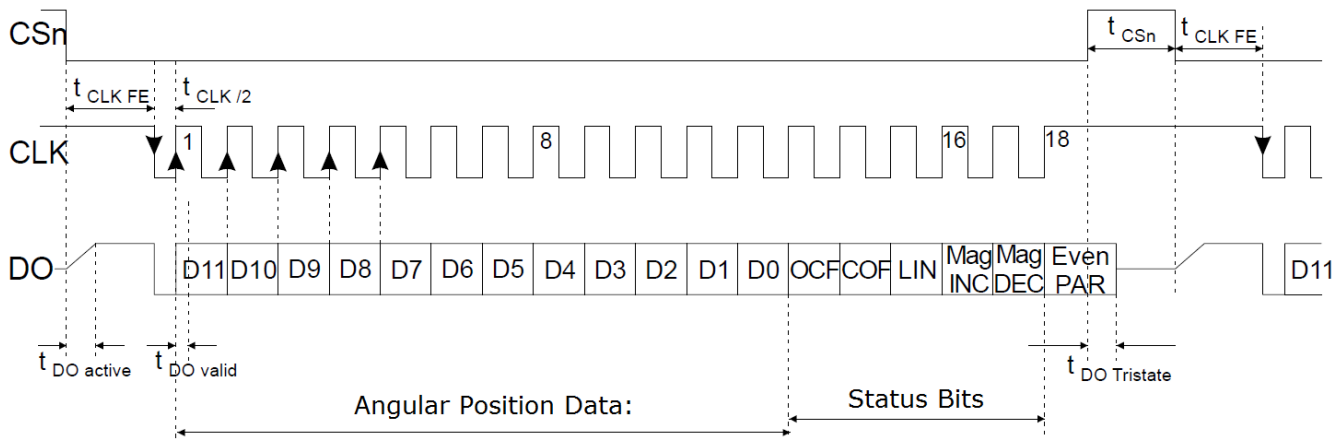 CSn
t CSn
t CLK FE
t CLK FE
t CLK /2
CLK
1
8
16
18
DO
D11
D10
D9
D8
D7
D6
D5
D4
D3
D2
D1
D0
OCF
COF
LIN
Mag
INC
Mag
DEC
Even
PAR
D11
t DO active
t DO valid
t DO Tristate
Angular Position Data:
Status Bits